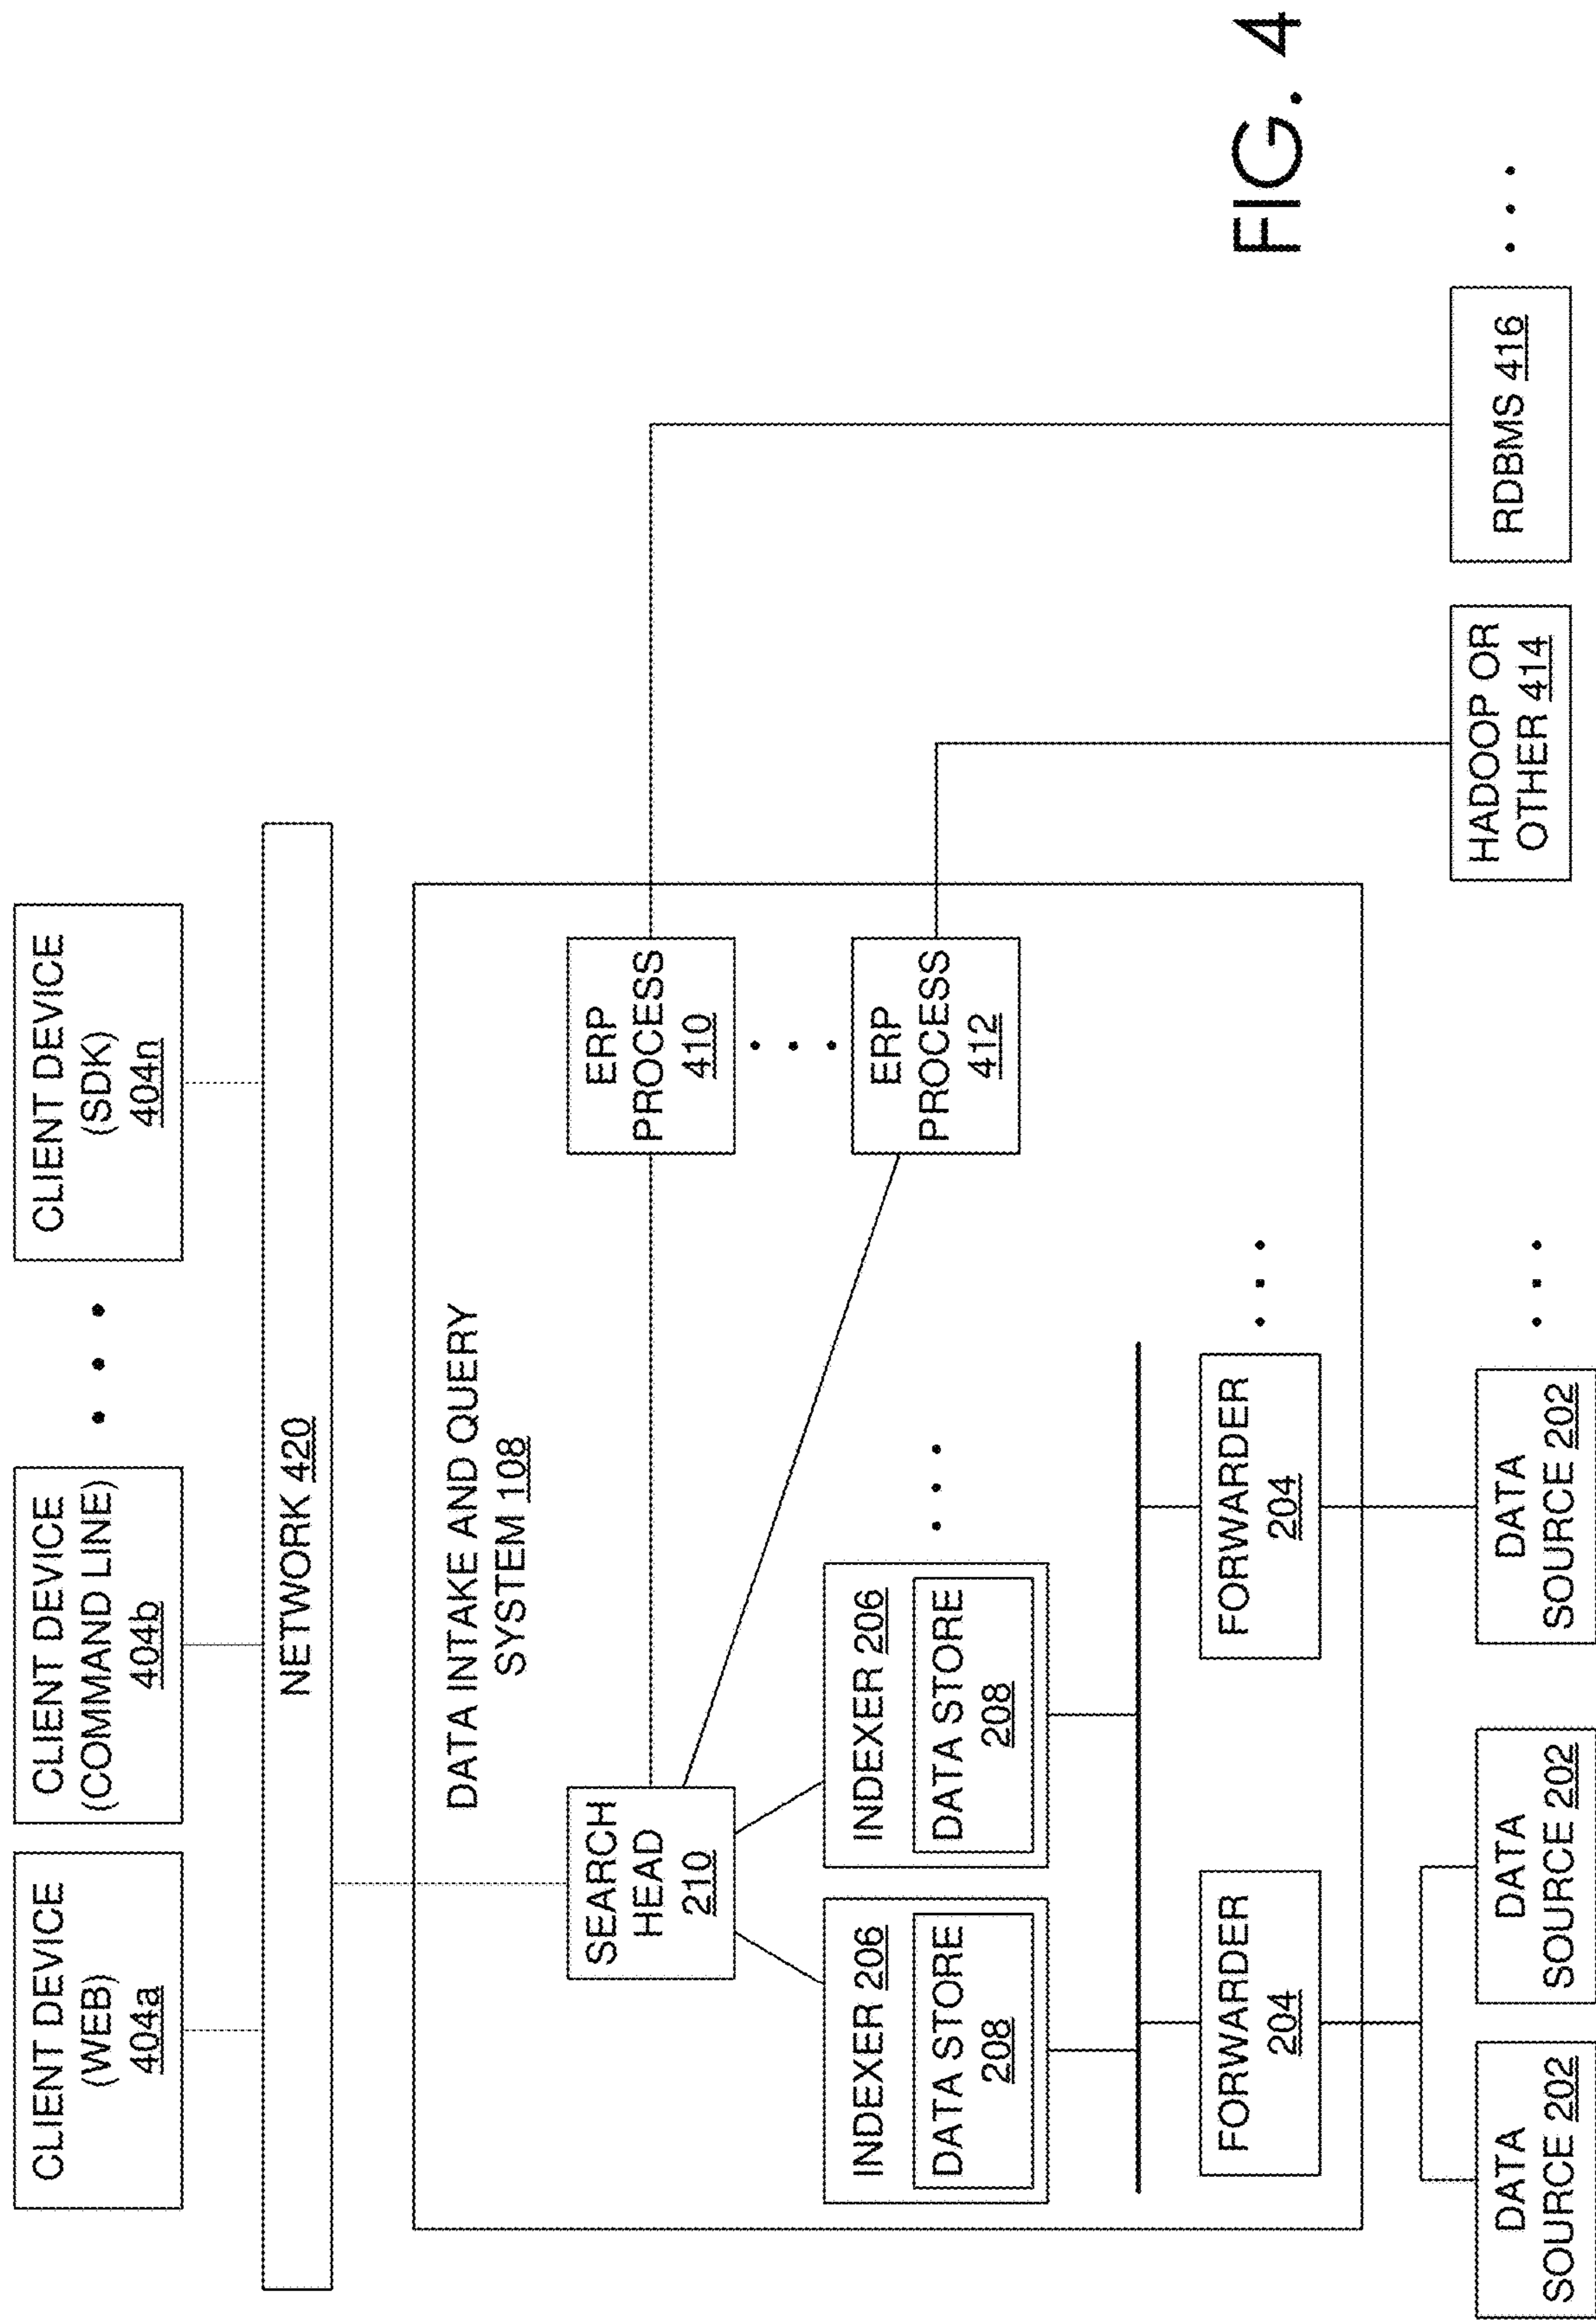 CLIENT DEVICE
(WEB)
404a
CLIENT DEVICE
(COMMAND LINE)
404b
• • •
CLIENT DEVICE
(SDK)
404n
NETWORK 420
DATA INTAKE AND QUERY
SYSTEM 108
SEARCH
HEAD
210
ERP
PROCESS
410
• • •
ERP
PROCESS
412
INDEXER 206
DATA STORE
208
INDEXER 206
DATA STORE
208
• • •
FORWARDER
204
FORWARDER
204
• • •
DATA
SOURCE 202
DATA
SOURCE 202
DATA
SOURCE 202
• • •
HADOOP OR
OTHER 414
RDBMS 416
• • •
FIG. 4